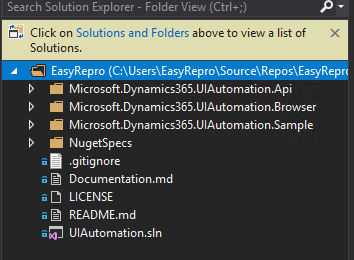 Search Solution Explorer - Folder View (Ctrl+;)
Click on Solutions and Folders above to view a list of
Solutions.
EasyRepro (C:\Users\EasyRepro\Source\Repos\EasyRepro
Microsoft.Dynamics365.UIAutomation.Api
Microsoft.Dynamics365.UIAutomation.Browser
Microsoft.Dynamics365.UIAutomation.Sample
NugetSpecs
.gitignore
Documentation.md
LICENSE
README.md
UIAutomation.sln